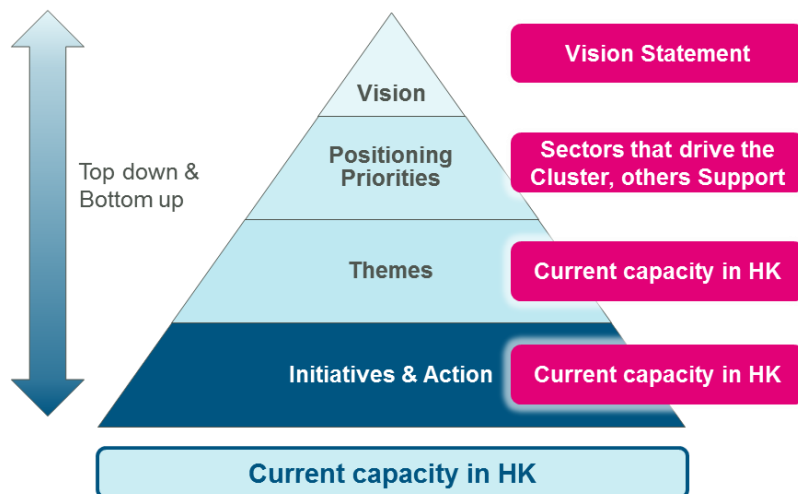 Vision Statement
Vision
Positioning
Priorities
Sectors that drive the
Cluster, others Support
Top down &
Bottom up
Themes
Current capacity in HK
Initiatives & Action
Current capacity in HK
Current capacity in HK